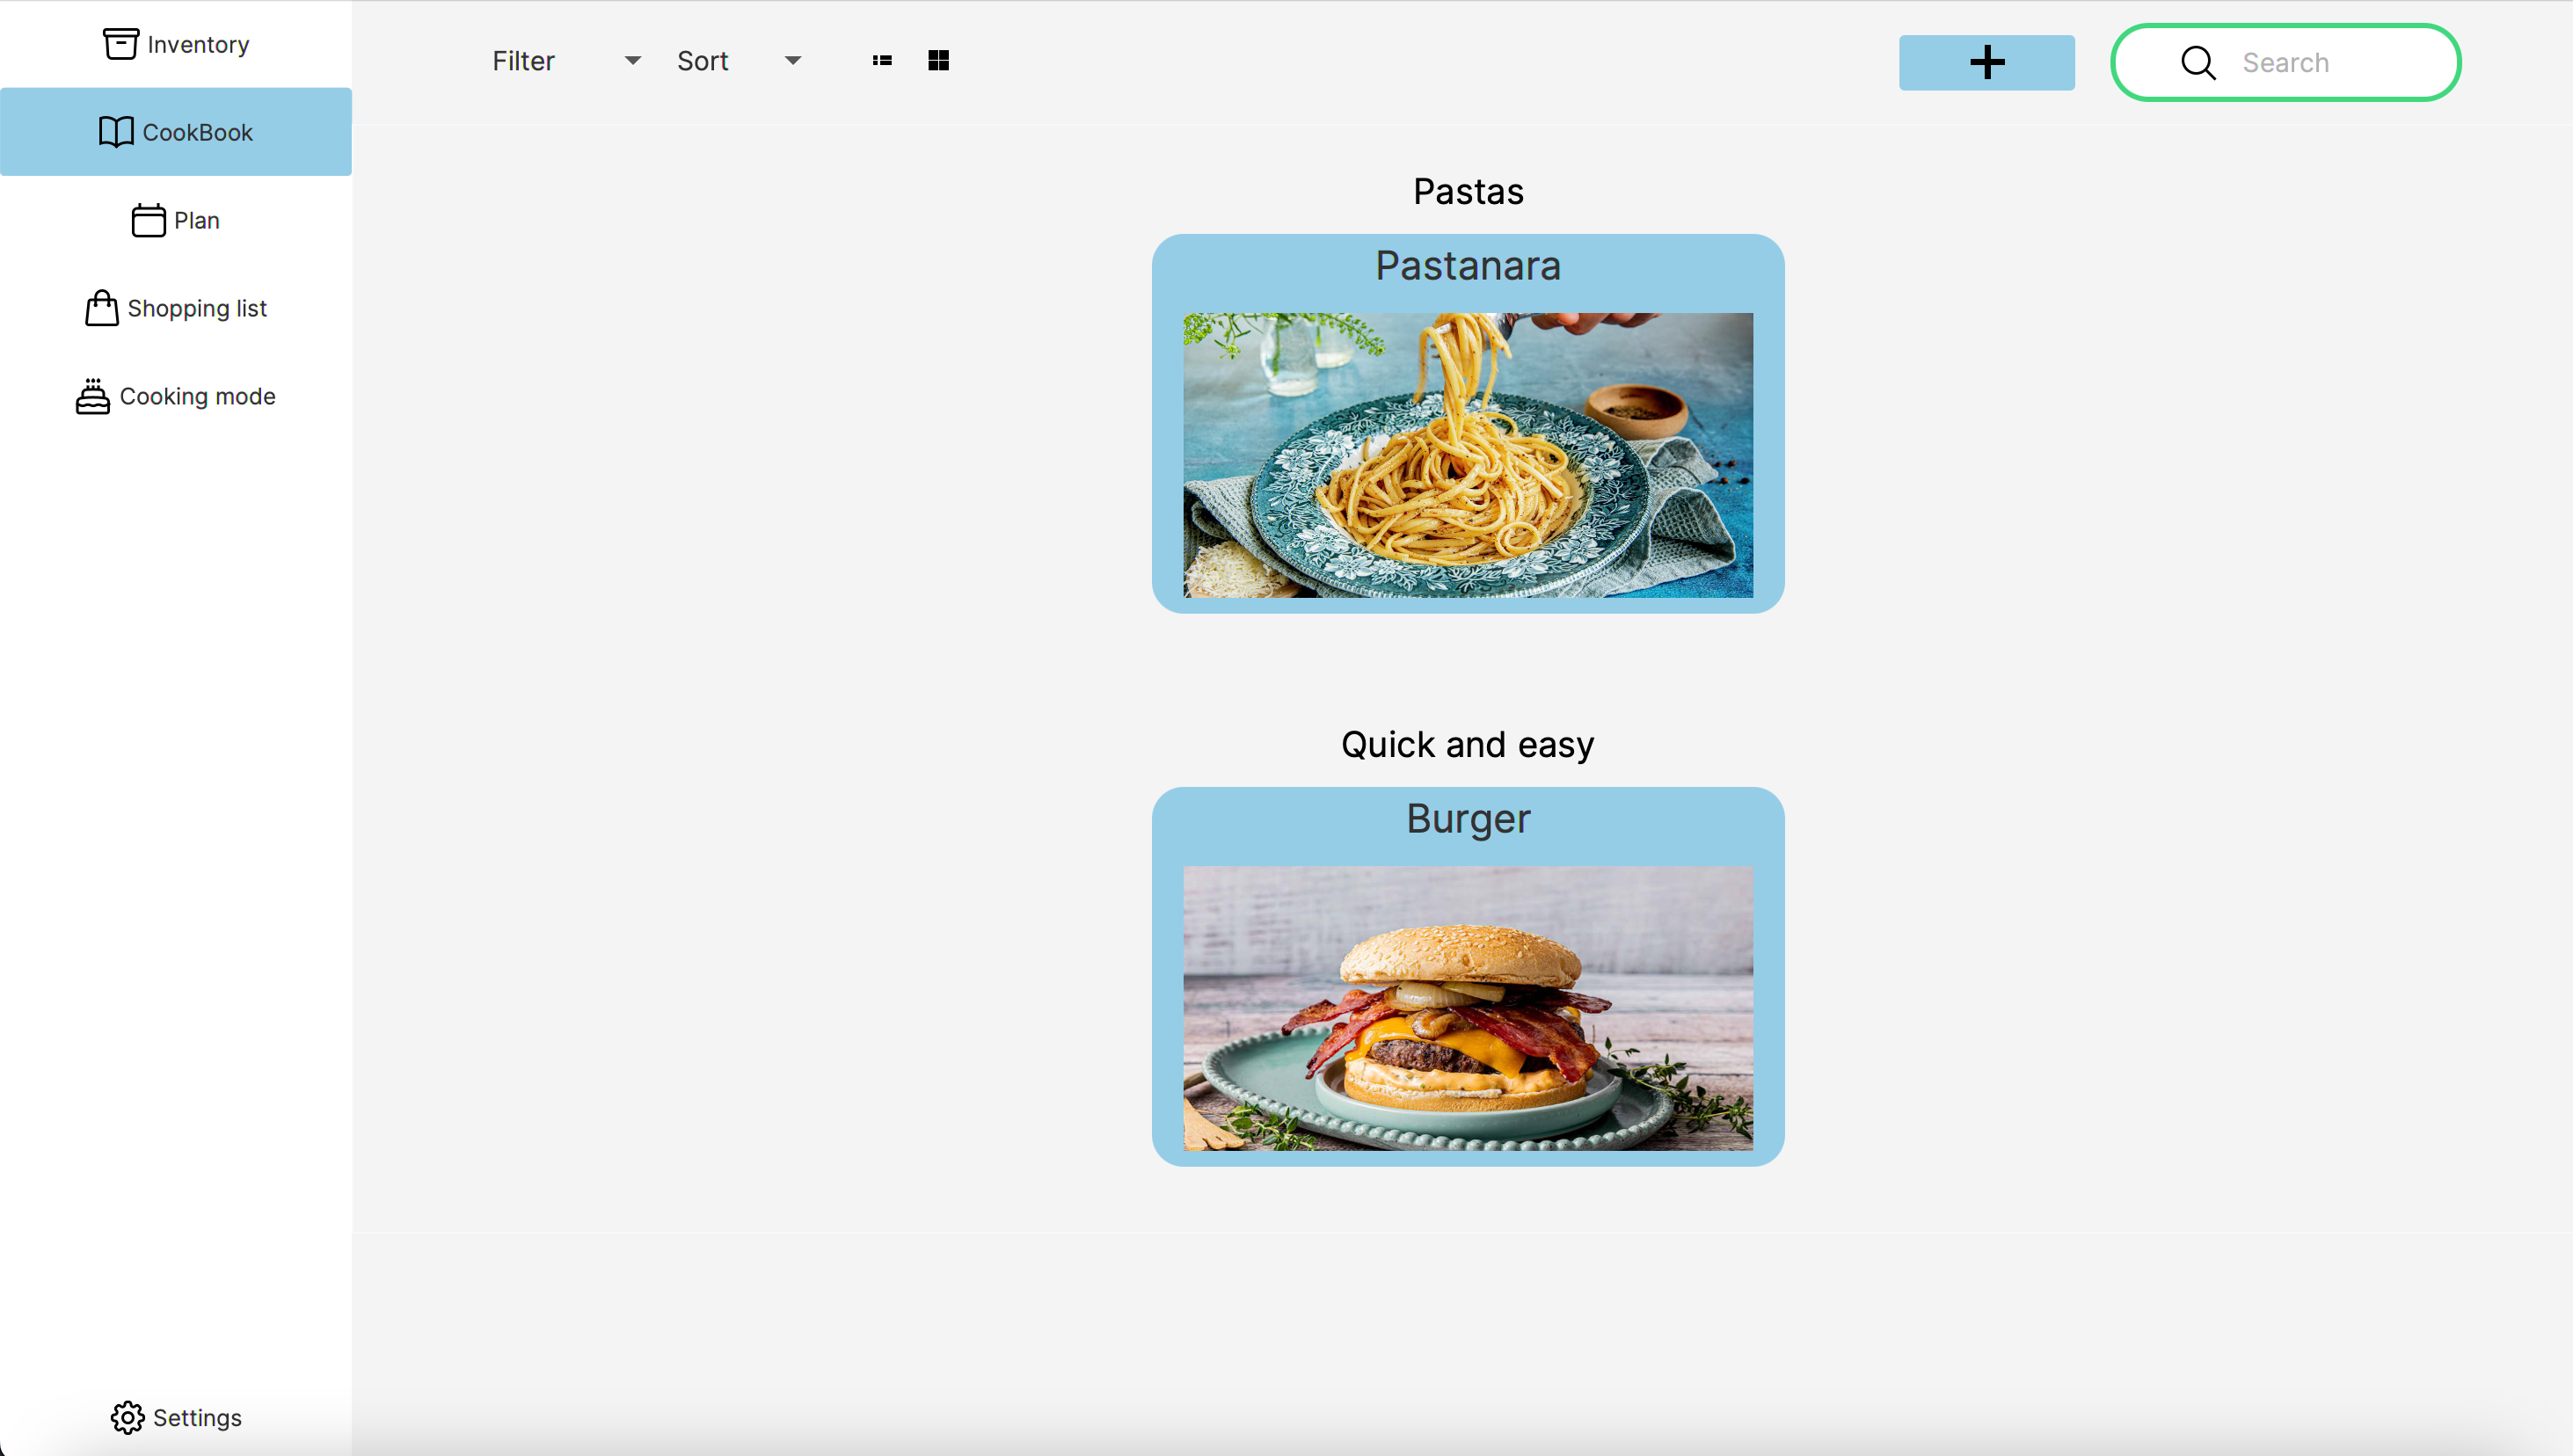 Inventory
CookBook
Plan
Shopping list
Cooking mode
Settings
Filter
Sort
Search
Pastas
Pastanara
Quick and easy
Burger